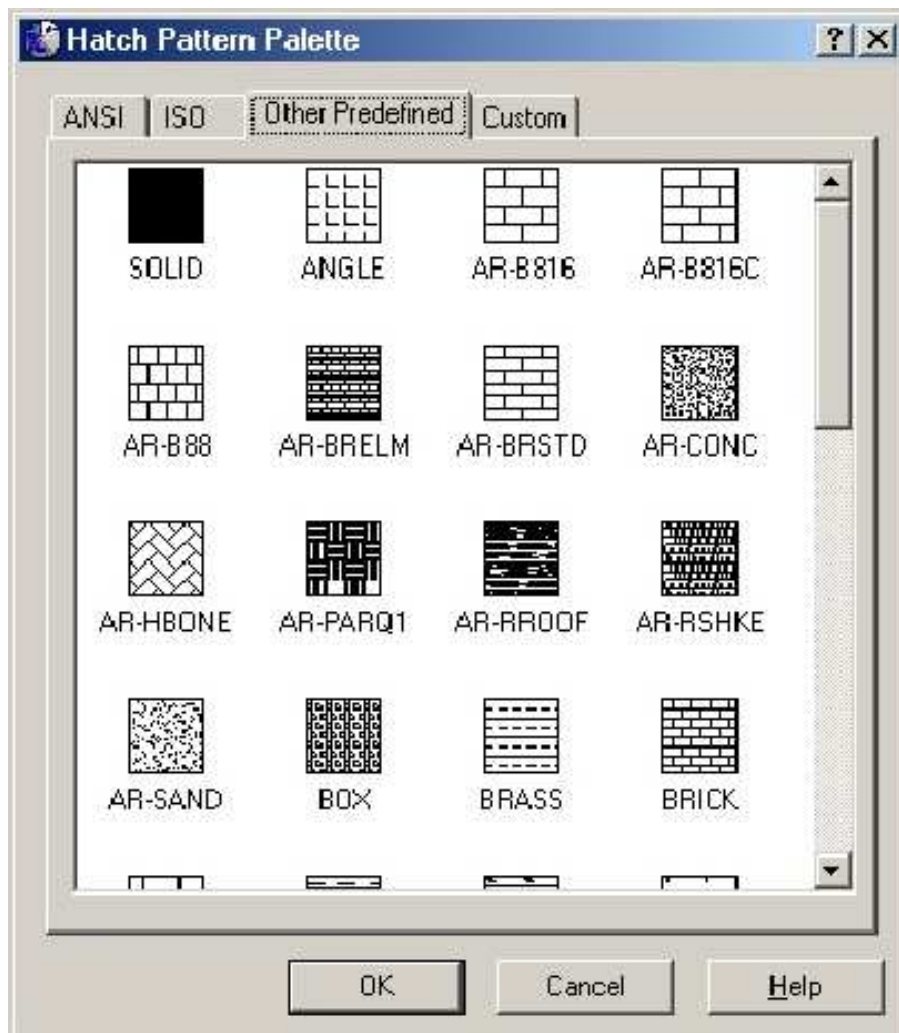 Hatch Pattern Palette
ANSI ISO Other Predefined Custom
SOLID ANGLE AR-B816 AR-B816C
AR-B88 AR-BRELM AR-BRSTD AR-CONC
AR-HBONE AR-PARQ1 AR-RROOF AR-RSHKE
AR-SAND BOX BRASS BRICK
OK Cancel Help